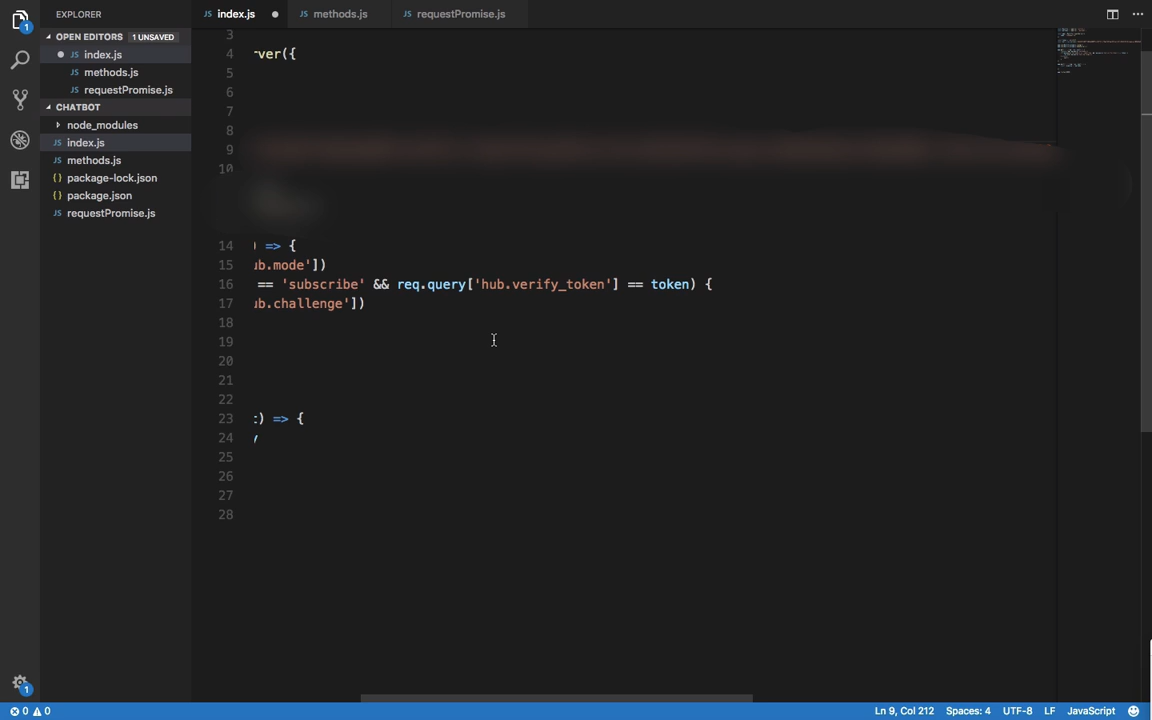 EXPLORER
OPEN EDITORS 1 UNSAVED
JS index.js
JS methods.js
JS requestPromise.js
CHATBOT
node_modules
JS index.js
JS methods.js
{} package-lock.json
{} package.json
JS requestPromise.js
JS index.js
JS methods.js
JS requestPromise.js
3
4 rver({
5
6
7
8
9
10
14 ) => {
15 ub.mode'])
16 == 'subscribe' && req.query['hub.verify_token'] == token) {
17 ub.challenge'])
18
19
20
21
22
23 t) => {
24 y
25
26
27
28
1
1
0 0
Ln 9, Col 212 Spaces: 4 UTF-8 LF JavaScript